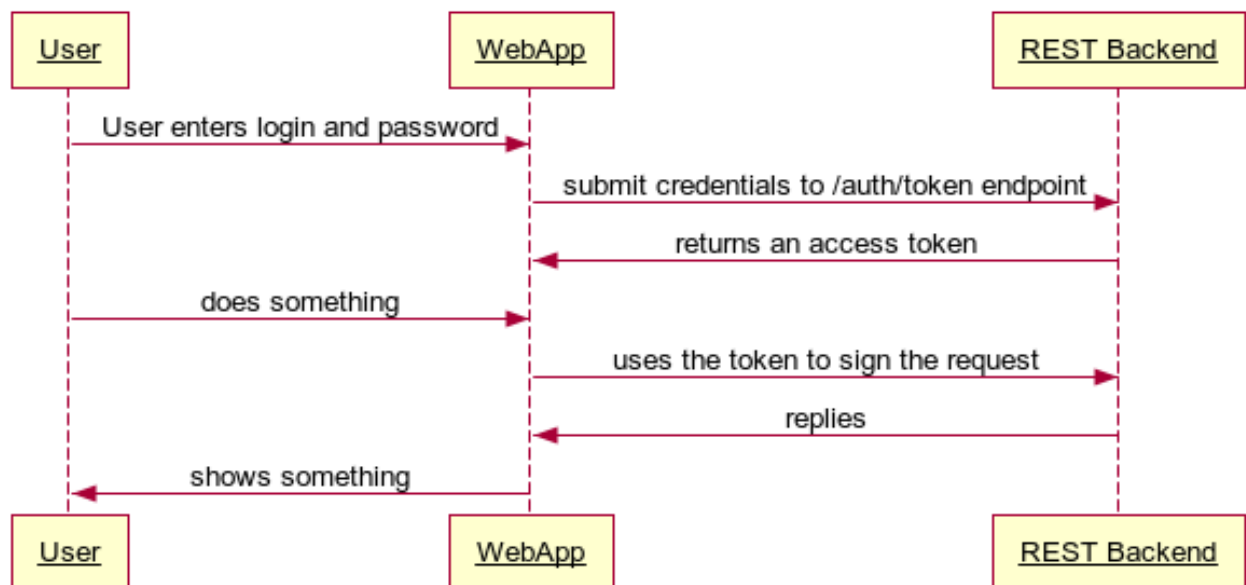 User
WebApp
REST Backend
User enters login and password
submit credentials to /auth/token endpoint
returns an access token
does something
uses the token to sign the request
replies
shows something
User
WebApp
REST Backend